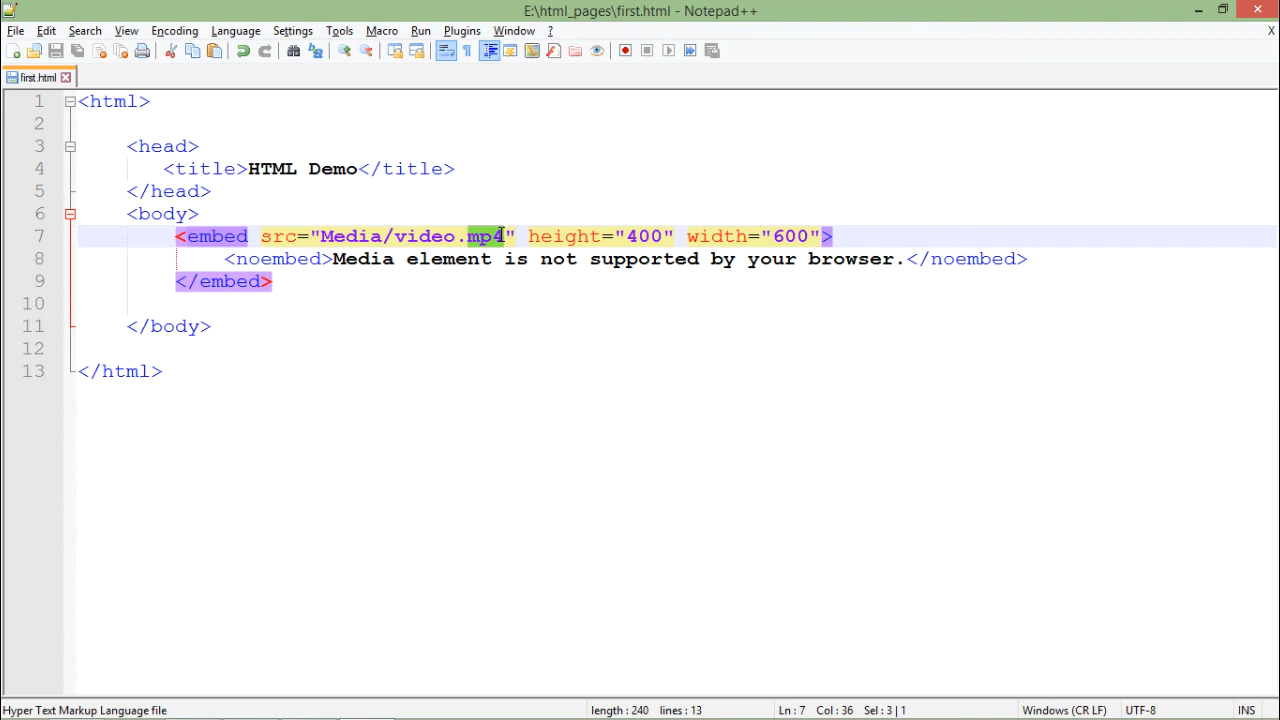 E:\html_pages\first.html - Notepad++
File Edit Search View Encoding Language Settings Tools Macro Run Plugins Window ? X
first.html
1 <html>
2
3 <head>
4 <title>HTML Demo</title>
5 </head>
6 <body>
7 <embed src="Media/video.mp4" height="400" width="600">
8 <noembed>Media element is not supported by your browser.</noembed>
9 </embed>
10
11 </body>
12
13 </html>
Hyper Text Markup Language file length : 240 lines : 13 Ln : 7 Col : 36 Sel : 3 | 1 Windows (CR LF) UTF-8 INS